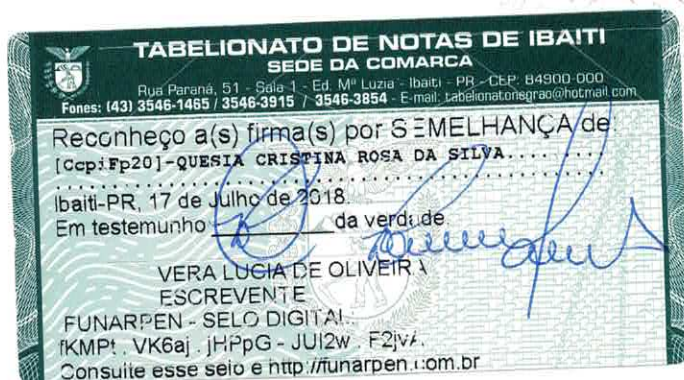 TABELIONATO DE NOTAS DE IBAITI
SEDE DA COMARCA
Rua Paraná, 51 - Sala 1 - Ed. Mª Luzia - Ibaiti - PR - CEP: 84900-000
Fones: (43) 3546-1465 / 3546-3915 / 3546-3854 - E-mail: tabelionatonegrao@hotmail.com
Reconheço a(s) firma(s) por SEMELHANÇA de:
[CcpiFp20]-QUESIA CRISTINA ROSA DA SILVA........
Ibaiti-PR, 17 de Julho de 2018.
Em testemunho da verdade.
VERA LUCIA DE OLIVEIRA
ESCREVENTE
FUNARPEN - SELO DIGITAL
fKMPt . VK6aj . jHPpG - JUI2w .
Consulte esse selo e http://funarpen.com.br